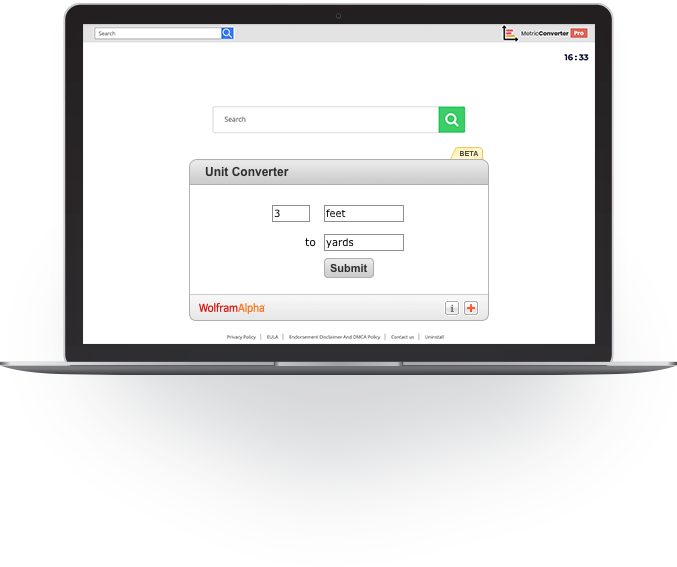 Search
MetricConverter Pro
16:33
Search
BETA
Unit Converter
3 feet
to yards
Submit
WolframAlpha
i
Privacy Policy | EULA | Endorsement Disclaimer And DMCA Policy | Contact us | Uninstall